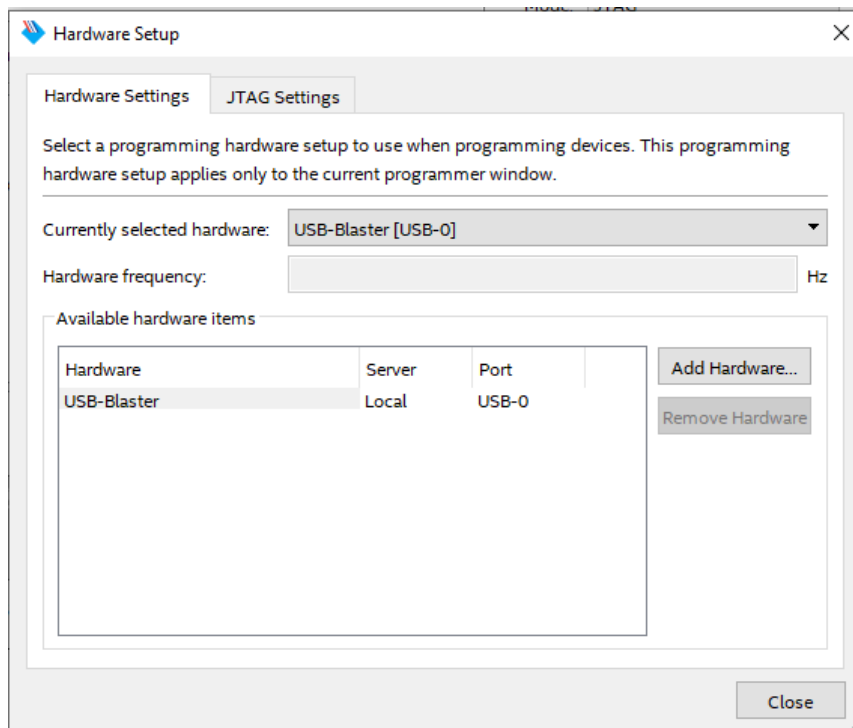 Mode: JTAG
Hardware Setup
Hardware Settings
JTAG Settings
Select a programming hardware setup to use when programming devices. This programming
hardware setup applies only to the current programmer window.
Currently selected hardware: USB-Blaster [USB-0]
Hardware frequency: Hz
Available hardware items
Hardware Server Port
USB-Blaster Local USB-0
Add Hardware...
Remove Hardware
Close